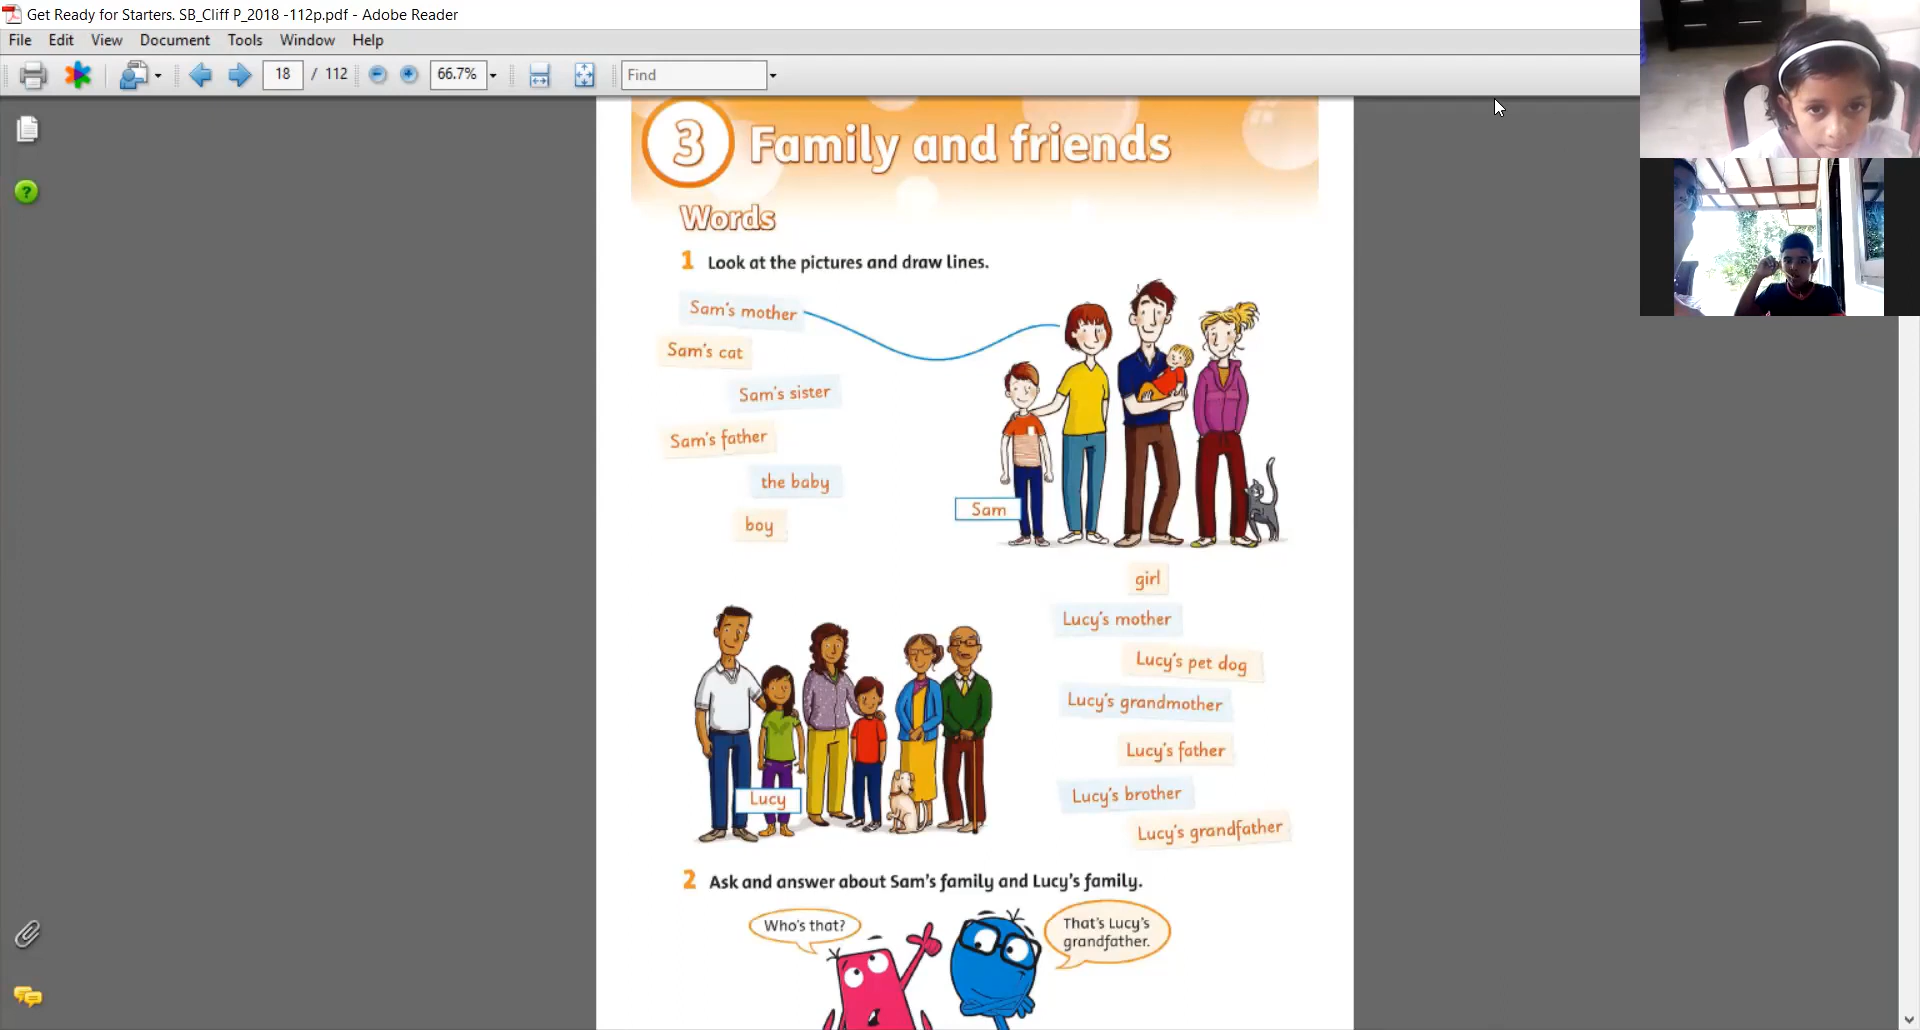 Get Ready for Starters. SB_Cliff P_2018 -112p.pdf - Adobe Reader
File Edit View Document Tools Window Help
18 / 112 66.7% Find
3 Family and friends
Words
1 Look at the pictures and draw lines.
Sam's mother
Sam's cat
Sam's sister
Sam's father
the baby
boy
Sam
girl
Lucy's mother
Lucy's pet dog
Lucy's grandmother
Lucy's father
Lucy's brother
Lucy's grandfather
Lucy
2 Ask and answer about Sam's family and Lucy's family.
Who's that?
That's Lucy's
grandfather.